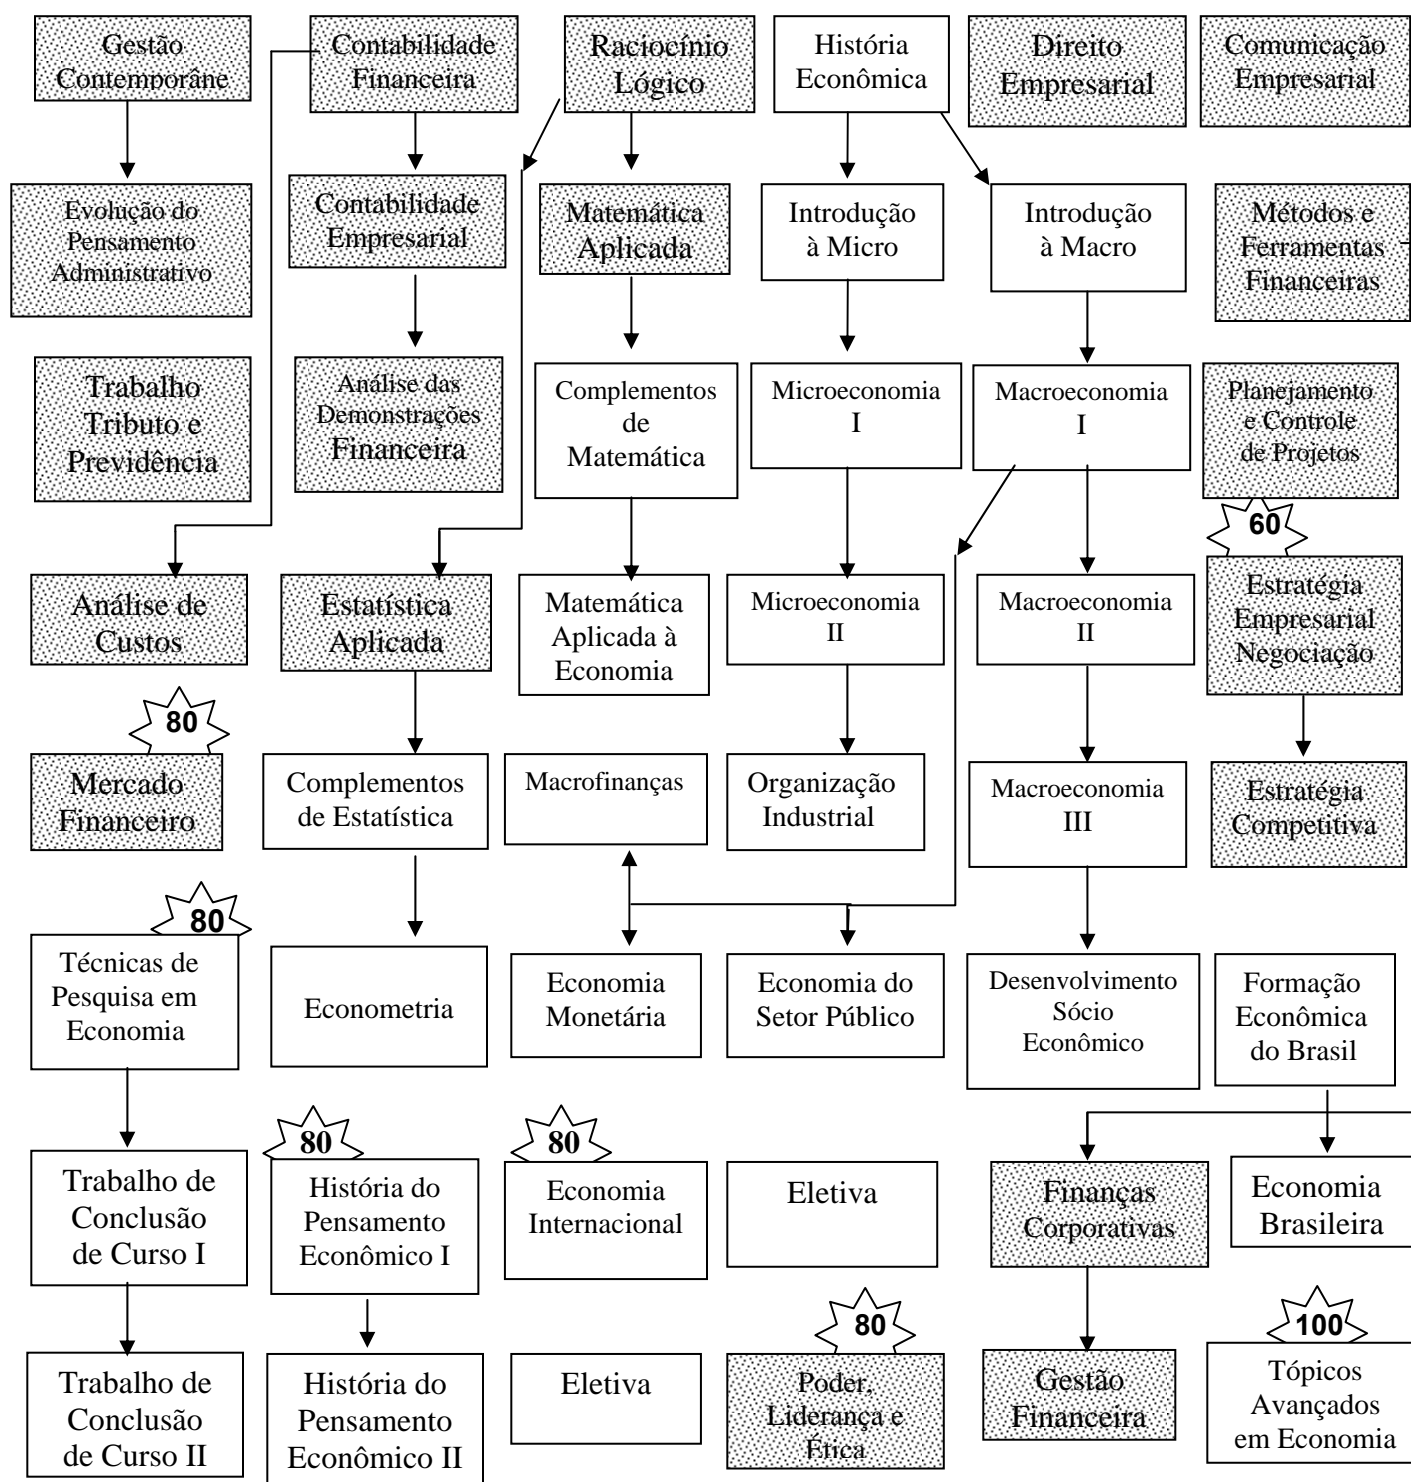 Gestão
Contemporâne
Contabilidade
Financeira
Raciocínio
Lógico
História
Econômica
Direito
Empresarial
Comunicação
Empresarial
Evolução do
Pensamento
Administrativo
Contabilidade
Empresarial
Matemática
Aplicada
Introdução
à Micro
Introdução
à Macro
Métodos e
Ferramentas
Financeiras
Trabalho
Tributo e
Previdência
Análise das
Demonstrações
Financeira
Complementos
de
Matemática
Microeconomia
I
Macroeconomia
I
Planejamento
e Controle
de Projetos
60
Análise de
Custos
Estatística
Aplicada
Matemática
Aplicada à
Economia
Microeconomia
II
Macroeconomia
II
Estratégia
Empresarial
Negociação
80
Mercado
Financeiro
Complementos
de Estatística
Macrofinanças
Organização
Industrial
Macroeconomia
III
Estratégia
Competitiva
80
Técnicas de
Pesquisa em
Economia
Econometria
Economia
Monetária
Economia do
Setor Público
Desenvolvimento
Sócio
Econômico
Formação
Econômica
do Brasil
80
80
Trabalho de
Conclusão
de Curso I
História do
Pensamento
Econômico I
Economia
Internacional
Eletiva
Finanças
Corporativas
Economia
Brasileira
80
100
Trabalho de
Conclusão
de Curso II
História do
Pensamento
Econômico II
Eletiva
Poder,
Liderança e
Ética
Gestão
Financeira
Tópicos
Avançados
em Economia